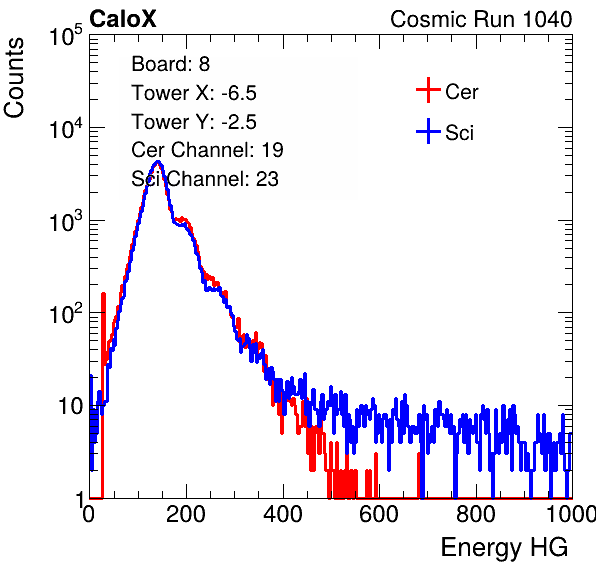 CaloX Cosmic Run 1040
Counts
Board: 8
Tower X: -6.5
Tower Y: -2.5
Cer Channel: 19
Sci Channel: 23
Cer
Sci
10^5
10^4
10^3
10^2
10
1
0 200 400 600 800 1000
Energy HG